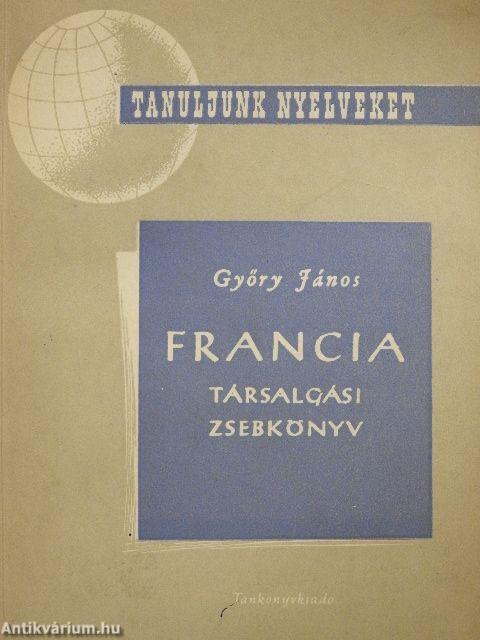 TANULJUNK NYELVEKET
Győry János
FRANCIA
TÁRSALGÁSI
ZSEBKÖNYV
Tankönyvkiadó
Antikvárium.hu